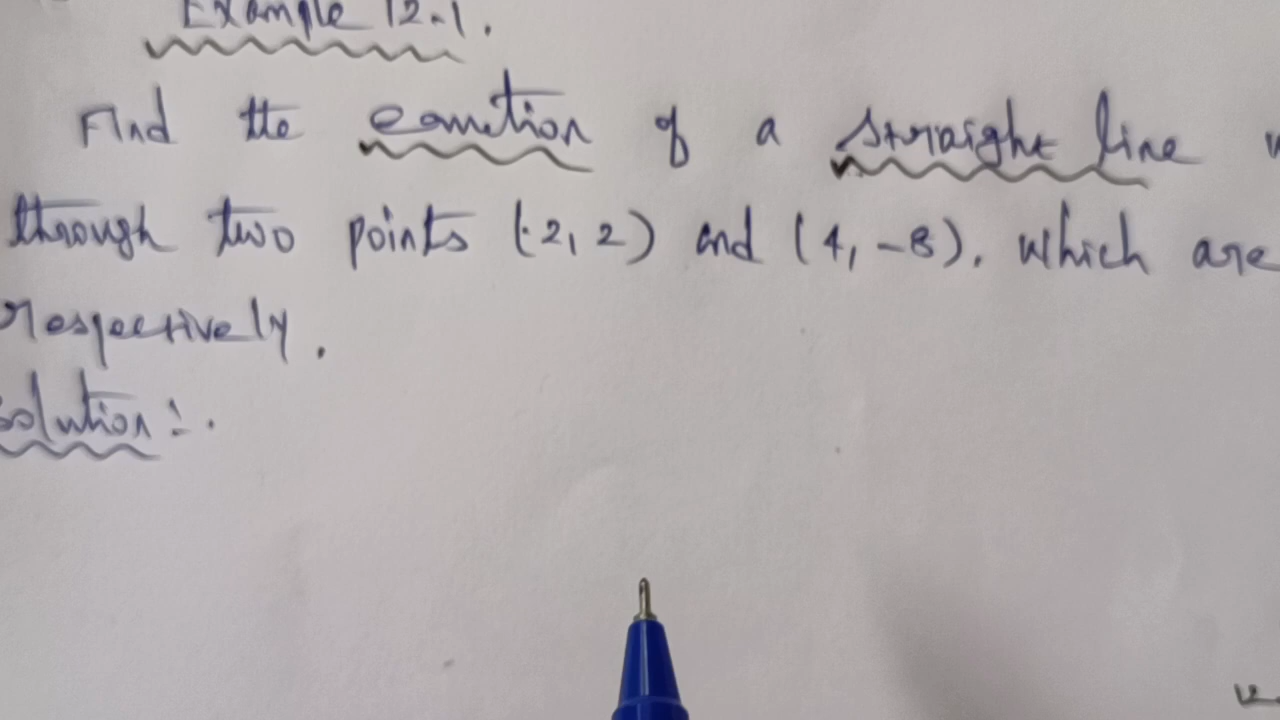 Example 12.1.
Find the equation of a straight line
through two points (-2, 2) and (4, -8). which are
respectively.
solution :.